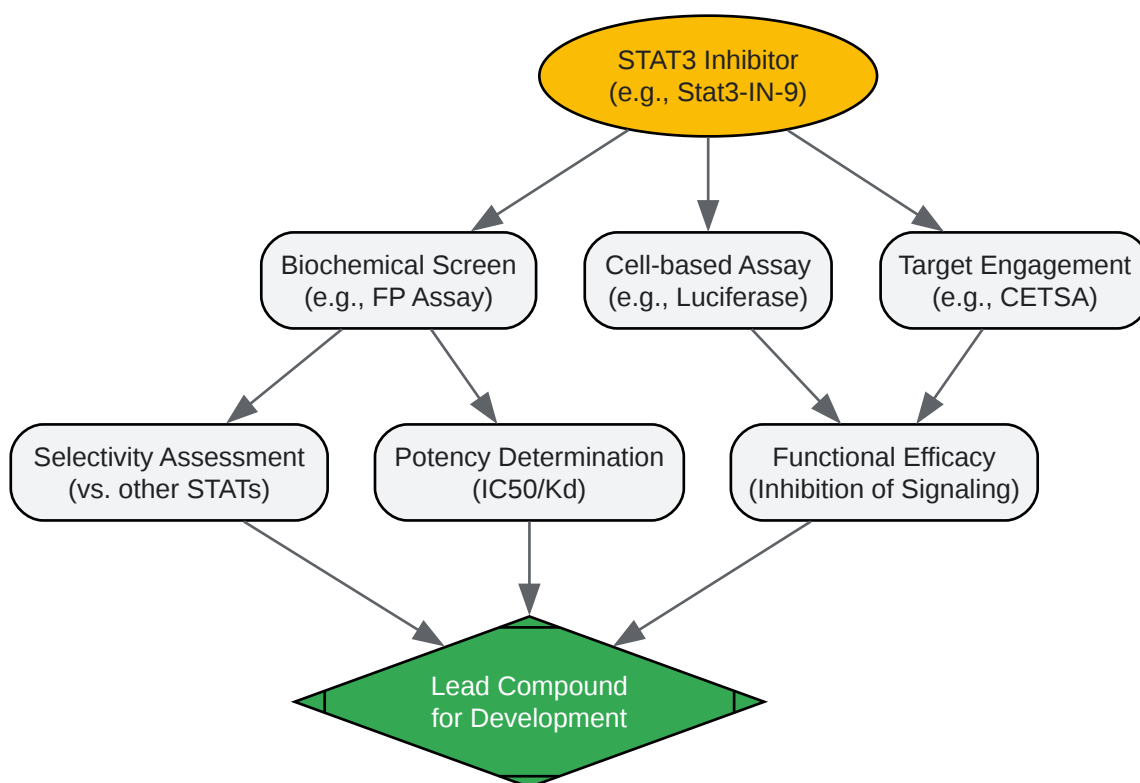 STAT3 Inhibitor
(e.g., Stat3-IN-9)
Biochemical Screen
(e.g., FP Assay)
Cell-based Assay
(e.g., Luciferase)
Target Engagement
(e.g., CETSA)
Selectivity Assessment
(vs. other STATs)
Potency Determination
(IC50/Kd)
Functional Efficacy
(Inhibition of Signaling)
Lead Compound
for Development